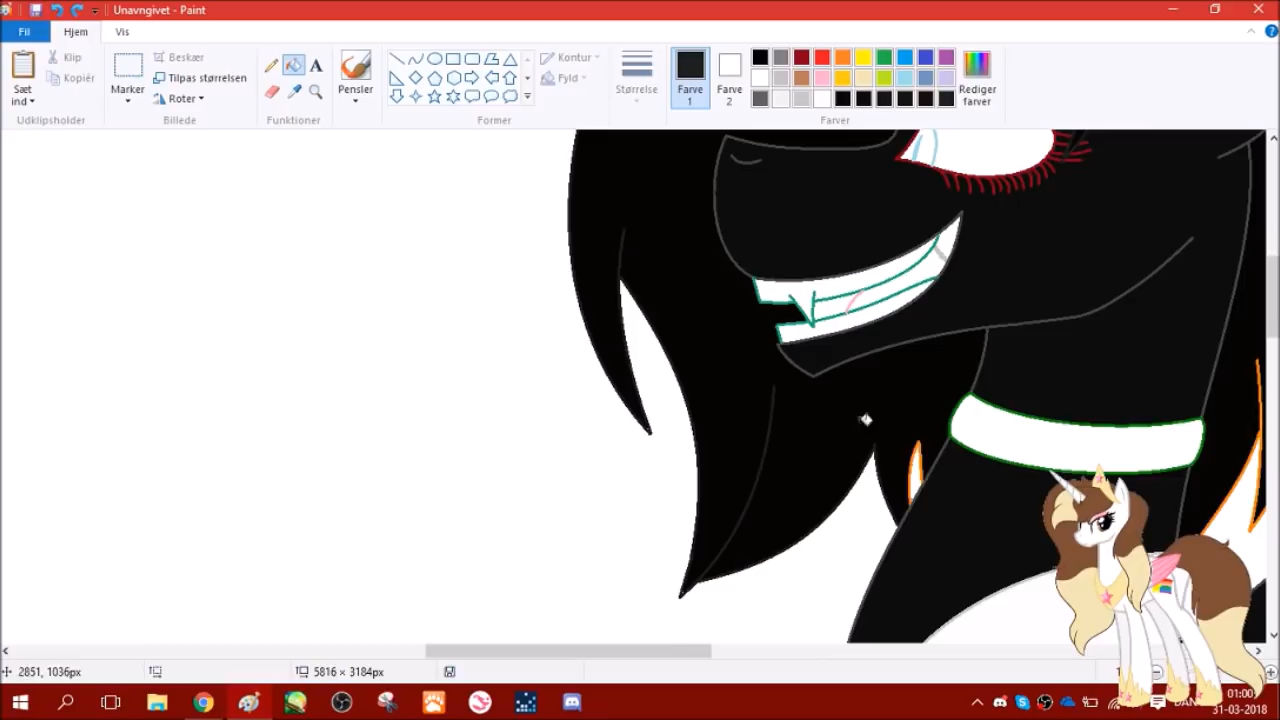 Unavngivet - Paint
Fil
Hjem
Vis
Sæt
ind
Klip
Kopiér
Udklipsholder
Marker
Beskær
Tilpas størrelsen
Roter
Billede
A
Funktioner
Pensler
Former
Kontur
Fyld
Størrelse
Farve
1
Farve
2
Rediger
farver
Farver
2851, 1036px
5816 × 3184px
01:00
31-03-2018